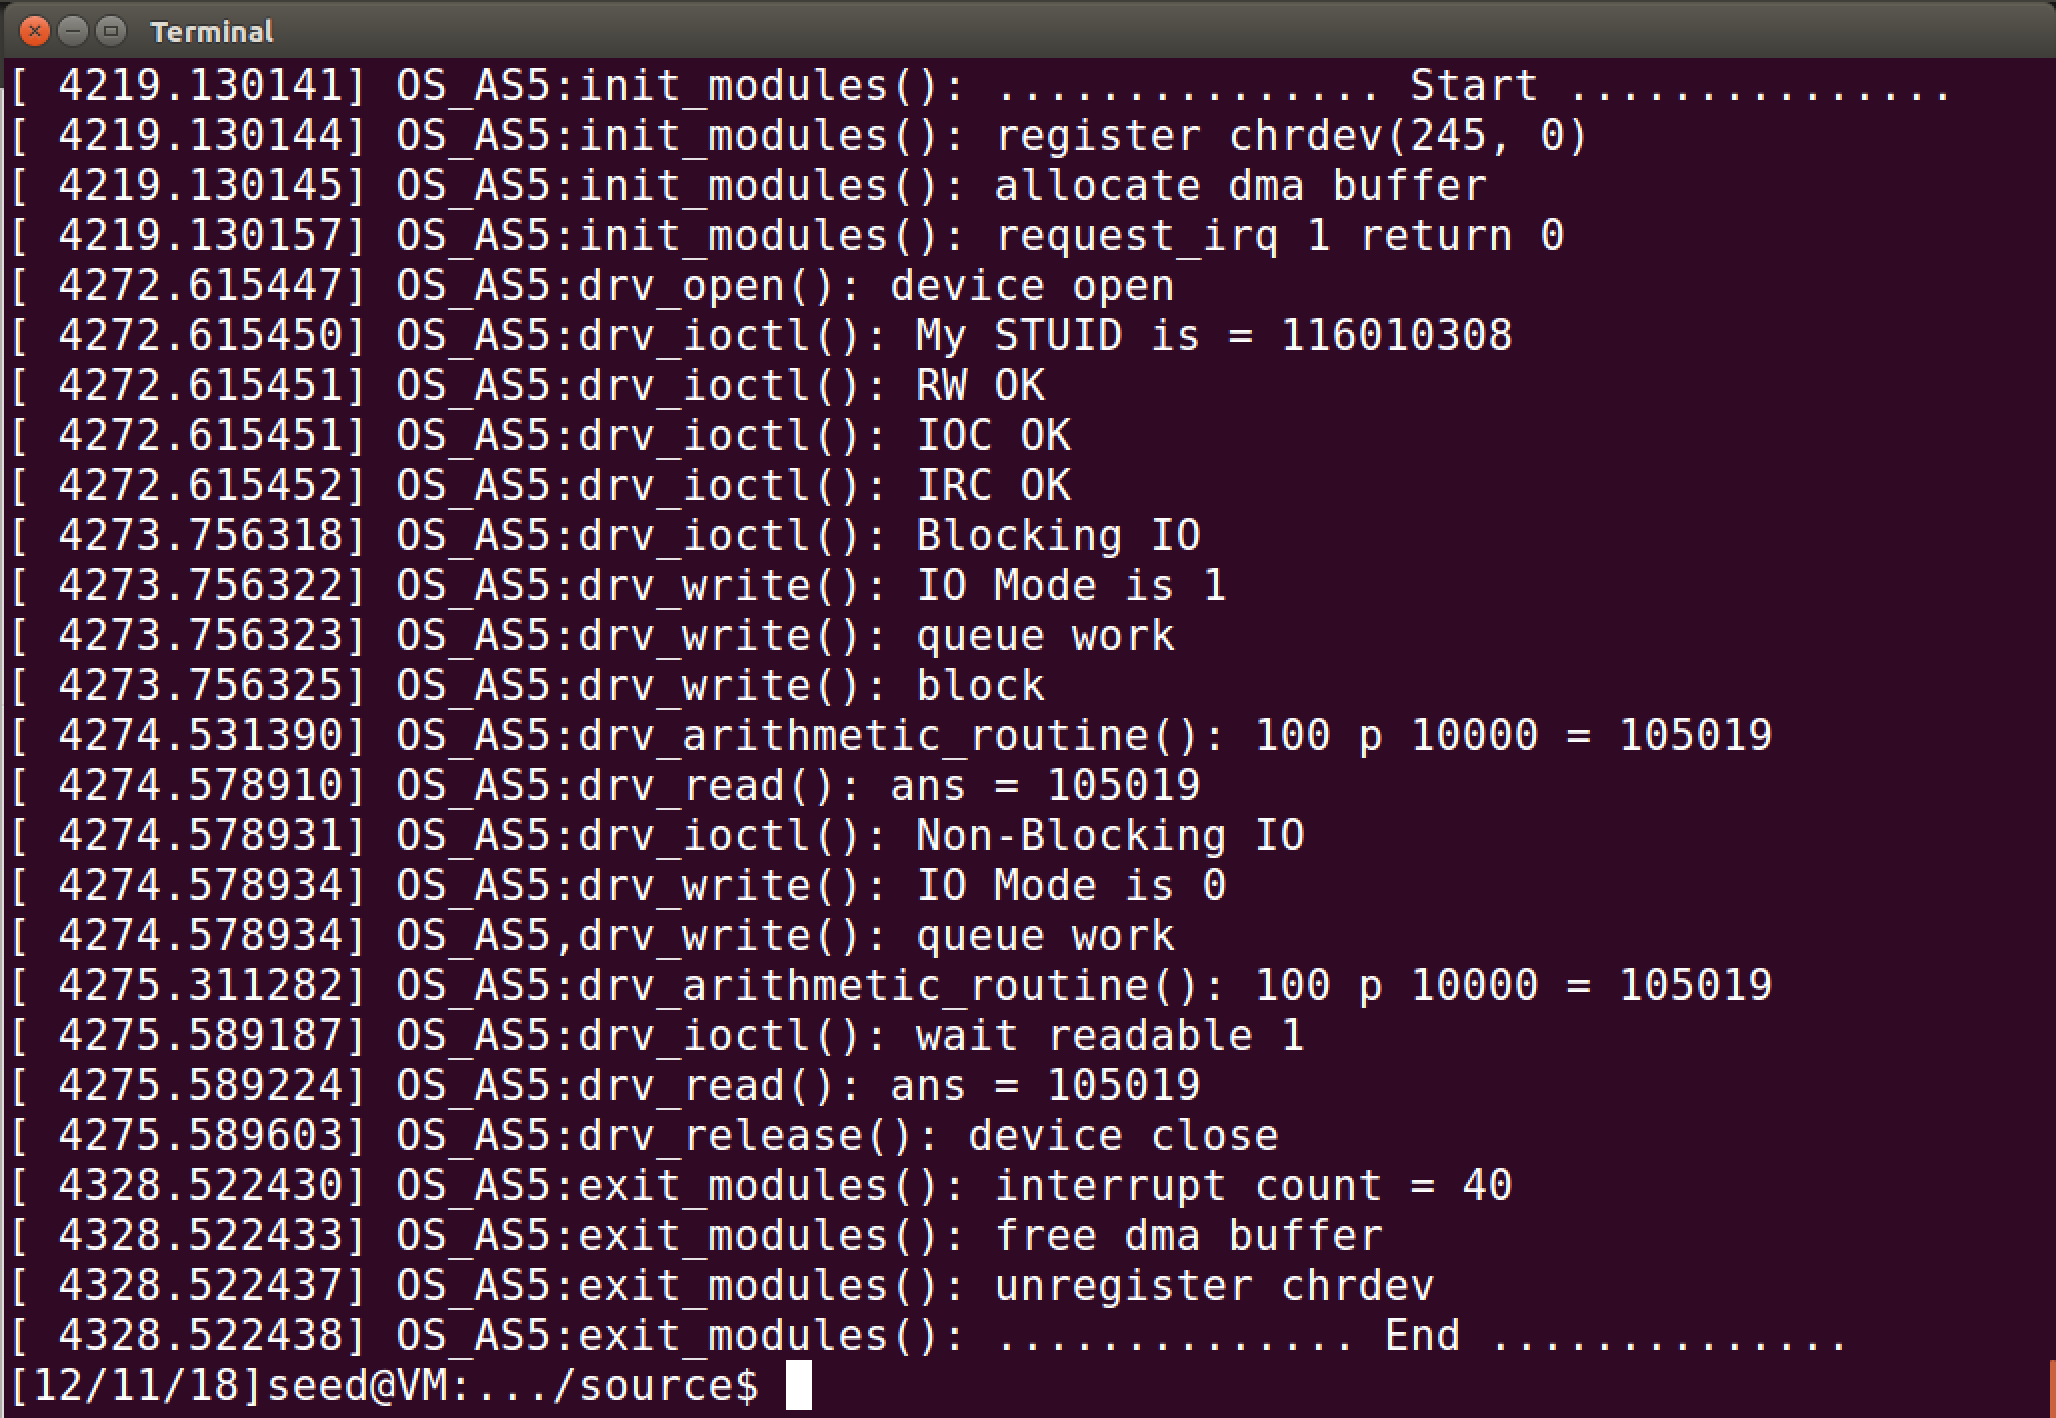 Terminal
[ 4219.130141] OS_AS5:init_modules(): ............... Start ...............
[ 4219.130144] OS_AS5:init_modules(): register chrdev(245, 0)
[ 4219.130145] OS_AS5:init_modules(): allocate dma buffer
[ 4219.130157] OS_AS5:init_modules(): request_irq 1 return 0
[ 4272.615447] OS_AS5:drv_open(): device open
[ 4272.615450] OS_AS5:drv_ioctl(): My STUID is = 116010308
[ 4272.615451] OS_AS5:drv_ioctl(): RW OK
[ 4272.615451] OS_AS5:drv_ioctl(): IOC OK
[ 4272.615452] OS_AS5:drv_ioctl(): IRC OK
[ 4273.756318] OS_AS5:drv_ioctl(): Blocking IO
[ 4273.756322] OS_AS5:drv_write(): IO Mode is 1
[ 4273.756323] OS_AS5:drv_write(): queue work
[ 4273.756325] OS_AS5:drv_write(): block
[ 4274.531390] OS_AS5:drv_arithmetic_routine(): 100 p 10000 = 105019
[ 4274.578910] OS_AS5:drv_read(): ans = 105019
[ 4274.578931] OS_AS5:drv_ioctl(): Non-Blocking IO
[ 4274.578934] OS_AS5:drv_write(): IO Mode is 0
[ 4274.578934] OS_AS5,drv_write(): queue work
[ 4275.311282] OS_AS5:drv_arithmetic_routine(): 100 p 10000 = 105019
[ 4275.589187] OS_AS5:drv_ioctl(): wait readable 1
[ 4275.589224] OS_AS5:drv_read(): ans = 105019
[ 4275.589603] OS_AS5:drv_release(): device close
[ 4328.522430] OS_AS5:exit_modules(): interrupt count = 40
[ 4328.522433] OS_AS5:exit_modules(): free dma buffer
[ 4328.522437] OS_AS5:exit_modules(): unregister chrdev
[ 4328.522438] OS_AS5:exit_modules(): .............. End ..............
[12/11/18]seed@VM:.../source$